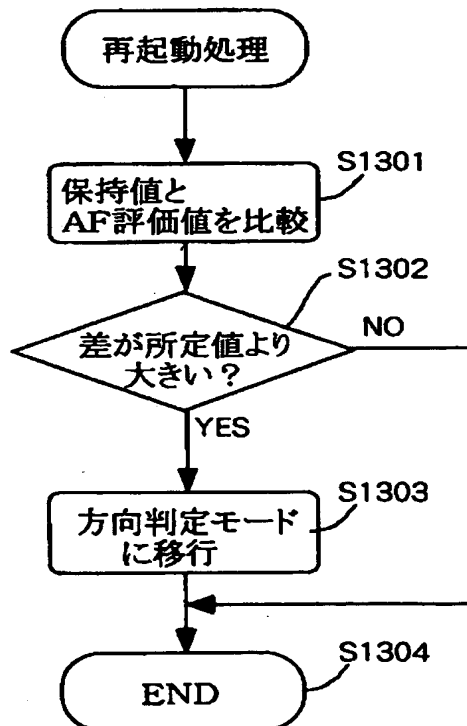 再起動処理
S1301
保持値と
AF評価値を比較
S1302
差が所定値より
大きい？
NO
YES
S1303
方向判定モード
に移行
S1304
END